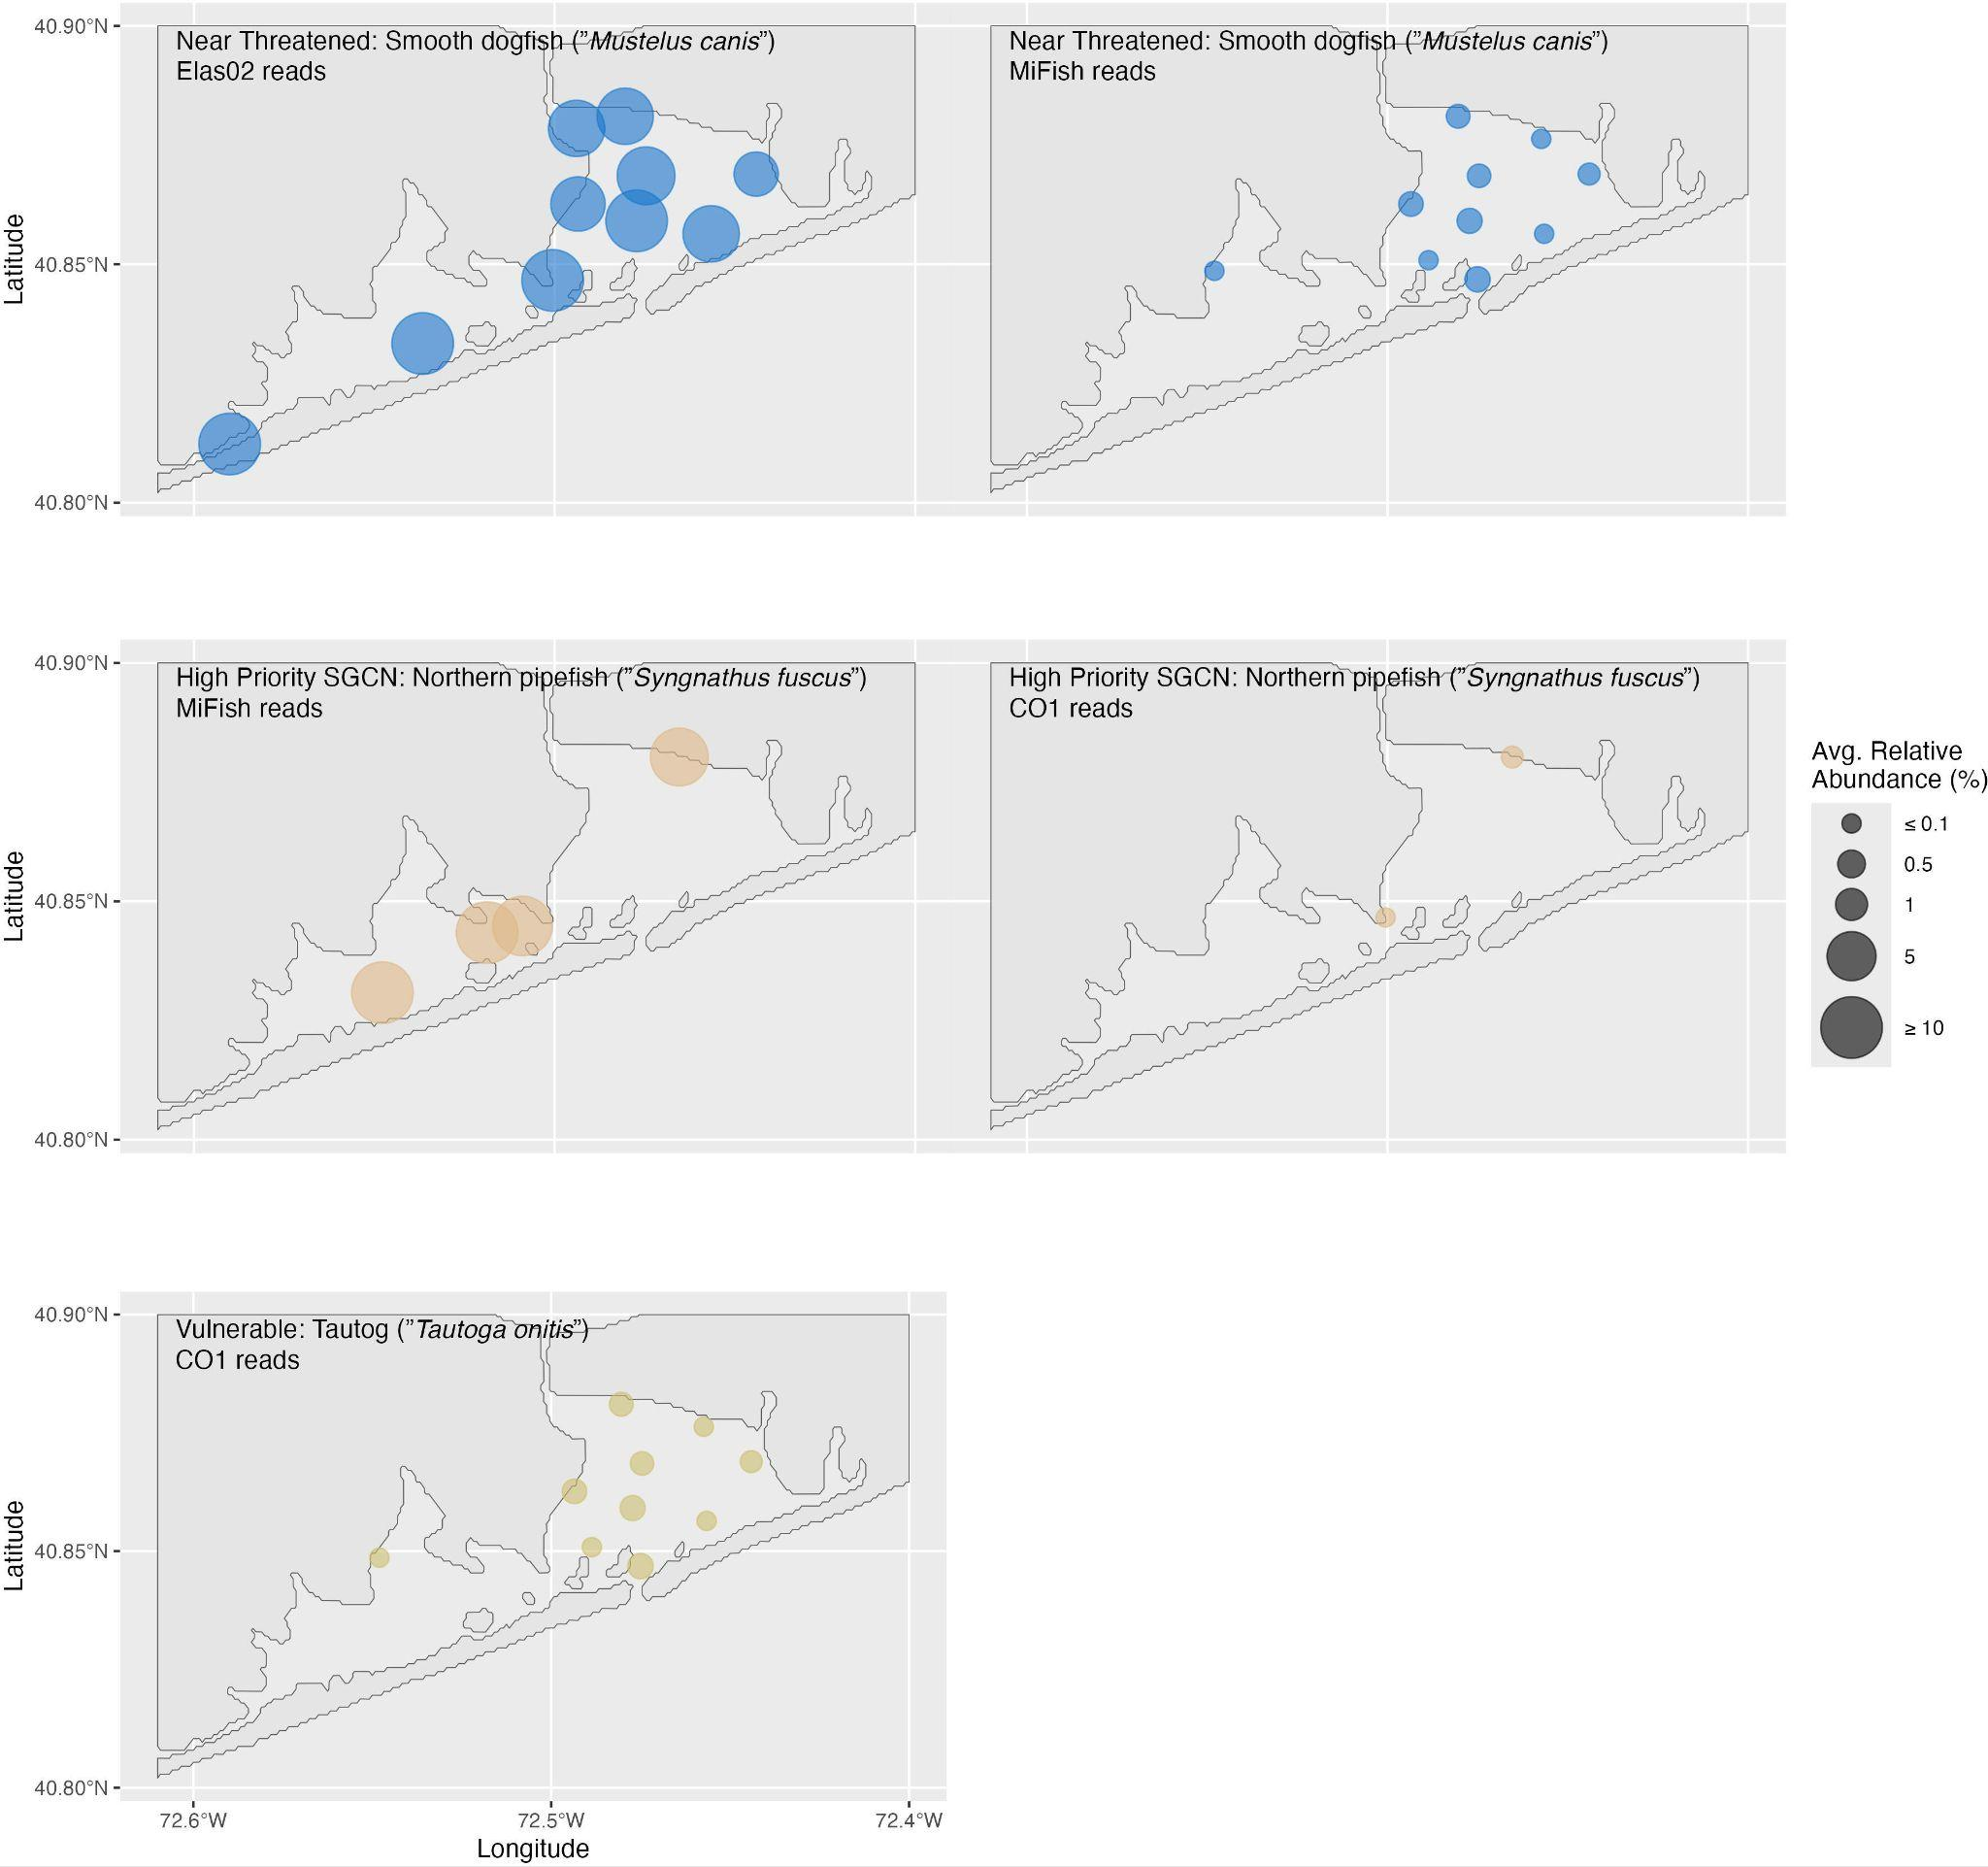 40.90°N
Near Threatened: Smooth dogfish ("Mustelus canis")
Elas02 reads
Near Threatened: Smooth dogfish ("Mustelus canis")
MiFish reads
Latitude
40.85°N
40.80°N
40.90°N
High Priority SGCN: Northern pipefish ("Syngnathus fuscus")
MiFish reads
High Priority SGCN: Northern pipefish ("Syngnathus fuscus")
CO1 reads
Latitude
40.85°N
40.80°N
Avg. Relative
Abundance (%)
≤ 0.1
0.5
1
5
≥ 10
40.90°N
Vulnerable: Tautog ("Tautoga onitis")
CO1 reads
Latitude
40.85°N
40.80°N
72.6°W
72.5°W
72.4°W
Longitude